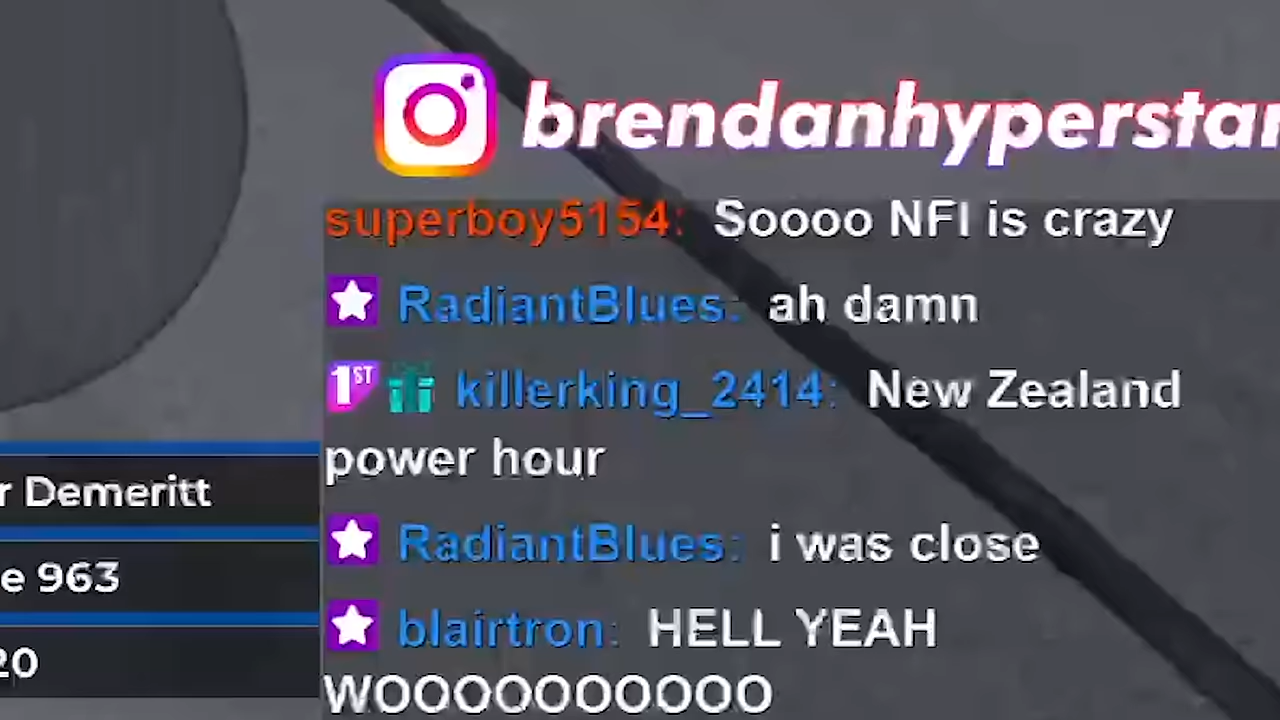 brendanhyperstar
superboy5154: Soooo NFI is crazy
RadiantBlues: ah damn
1ST killerking_2414: New Zealand
power hour
RadiantBlues: i was close
blairtron: HELL YEAH
WOOOOOOOOOO
r Demeritt
e 963
20